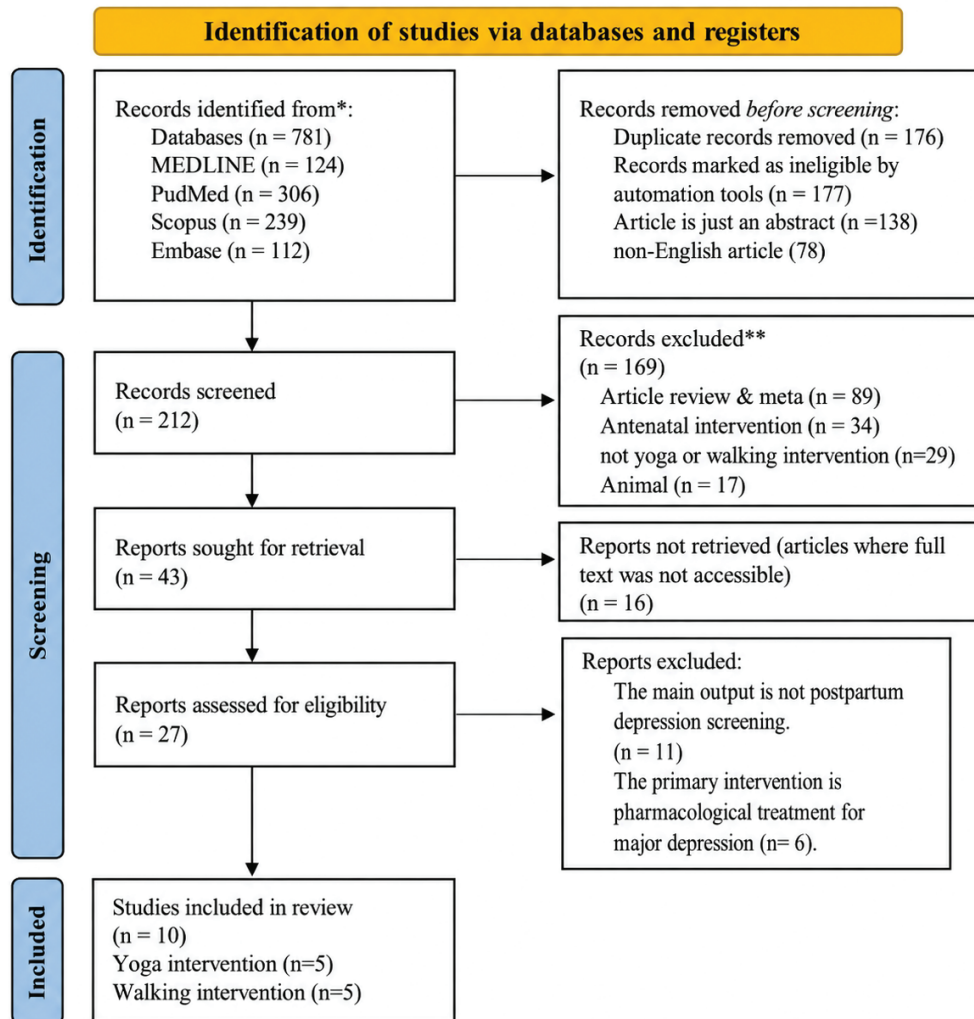 Identification of studies via databases and registers
Identification
Records identified from*:
Databases (n = 781)
MEDLINE (n = 124)
PudMed (n = 306)
Scopus (n = 239)
Embase (n = 112)
Records removed before screening:
Duplicate records removed (n = 176)
Records marked as ineligible by
automation tools (n = 177)
Article is just an abstract (n =138)
non-English article (78)
Screening
Records screened
(n = 212)
Records excluded**
(n = 169)
Article review & meta (n = 89)
Antenatal intervention (n = 34)
not yoga or walking intervention (n=29)
Animal (n = 17)
Reports sought for retrieval
(n = 43)
Reports not retrieved (articles where full
text was not accessible)
(n = 16)
Reports assessed for eligibility
(n = 27)
Reports excluded:
The main output is not postpartum
depression screening.
(n = 11)
The primary intervention is
pharmacological treatment for
major depression (n= 6).
Included
Studies included in review
(n = 10)
Yoga intervention (n=5)
Walking intervention (n=5)